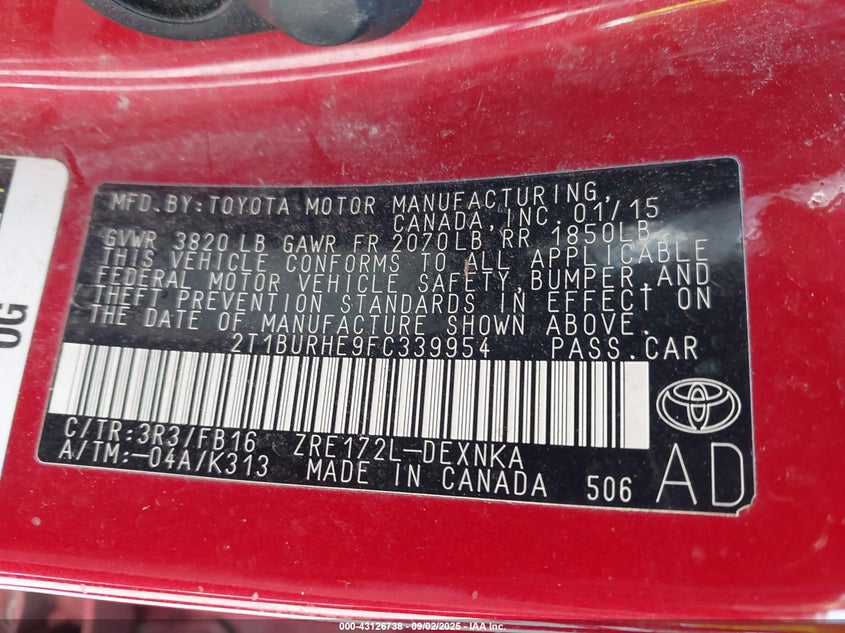 MFD.BY:TOYOTA MOTOR MANUFACTURING,
CANADA,INC. 01/15
GVWR 3820 LB GAWR FR 2070LB RR 1850LB
THIS VEHICLE CONFORMS TO ALL APPLICABLE
FEDERAL MOTOR VEHICLE SAFETY,BUMPER,AND
THEFT PREVENTION STANDARDS IN EFFECT ON
THE DATE OF MANUFACTURE SHOWN ABOVE.
2T1BURHE9FC339954 PASS.CAR
C/TR:3R3/FB16 ZRE172L-DEXNKA
A/TM:-04A/K313 MADE IN CANADA 506 AD
OG
000-43126738 - 09/02/2025 - IAA Inc.